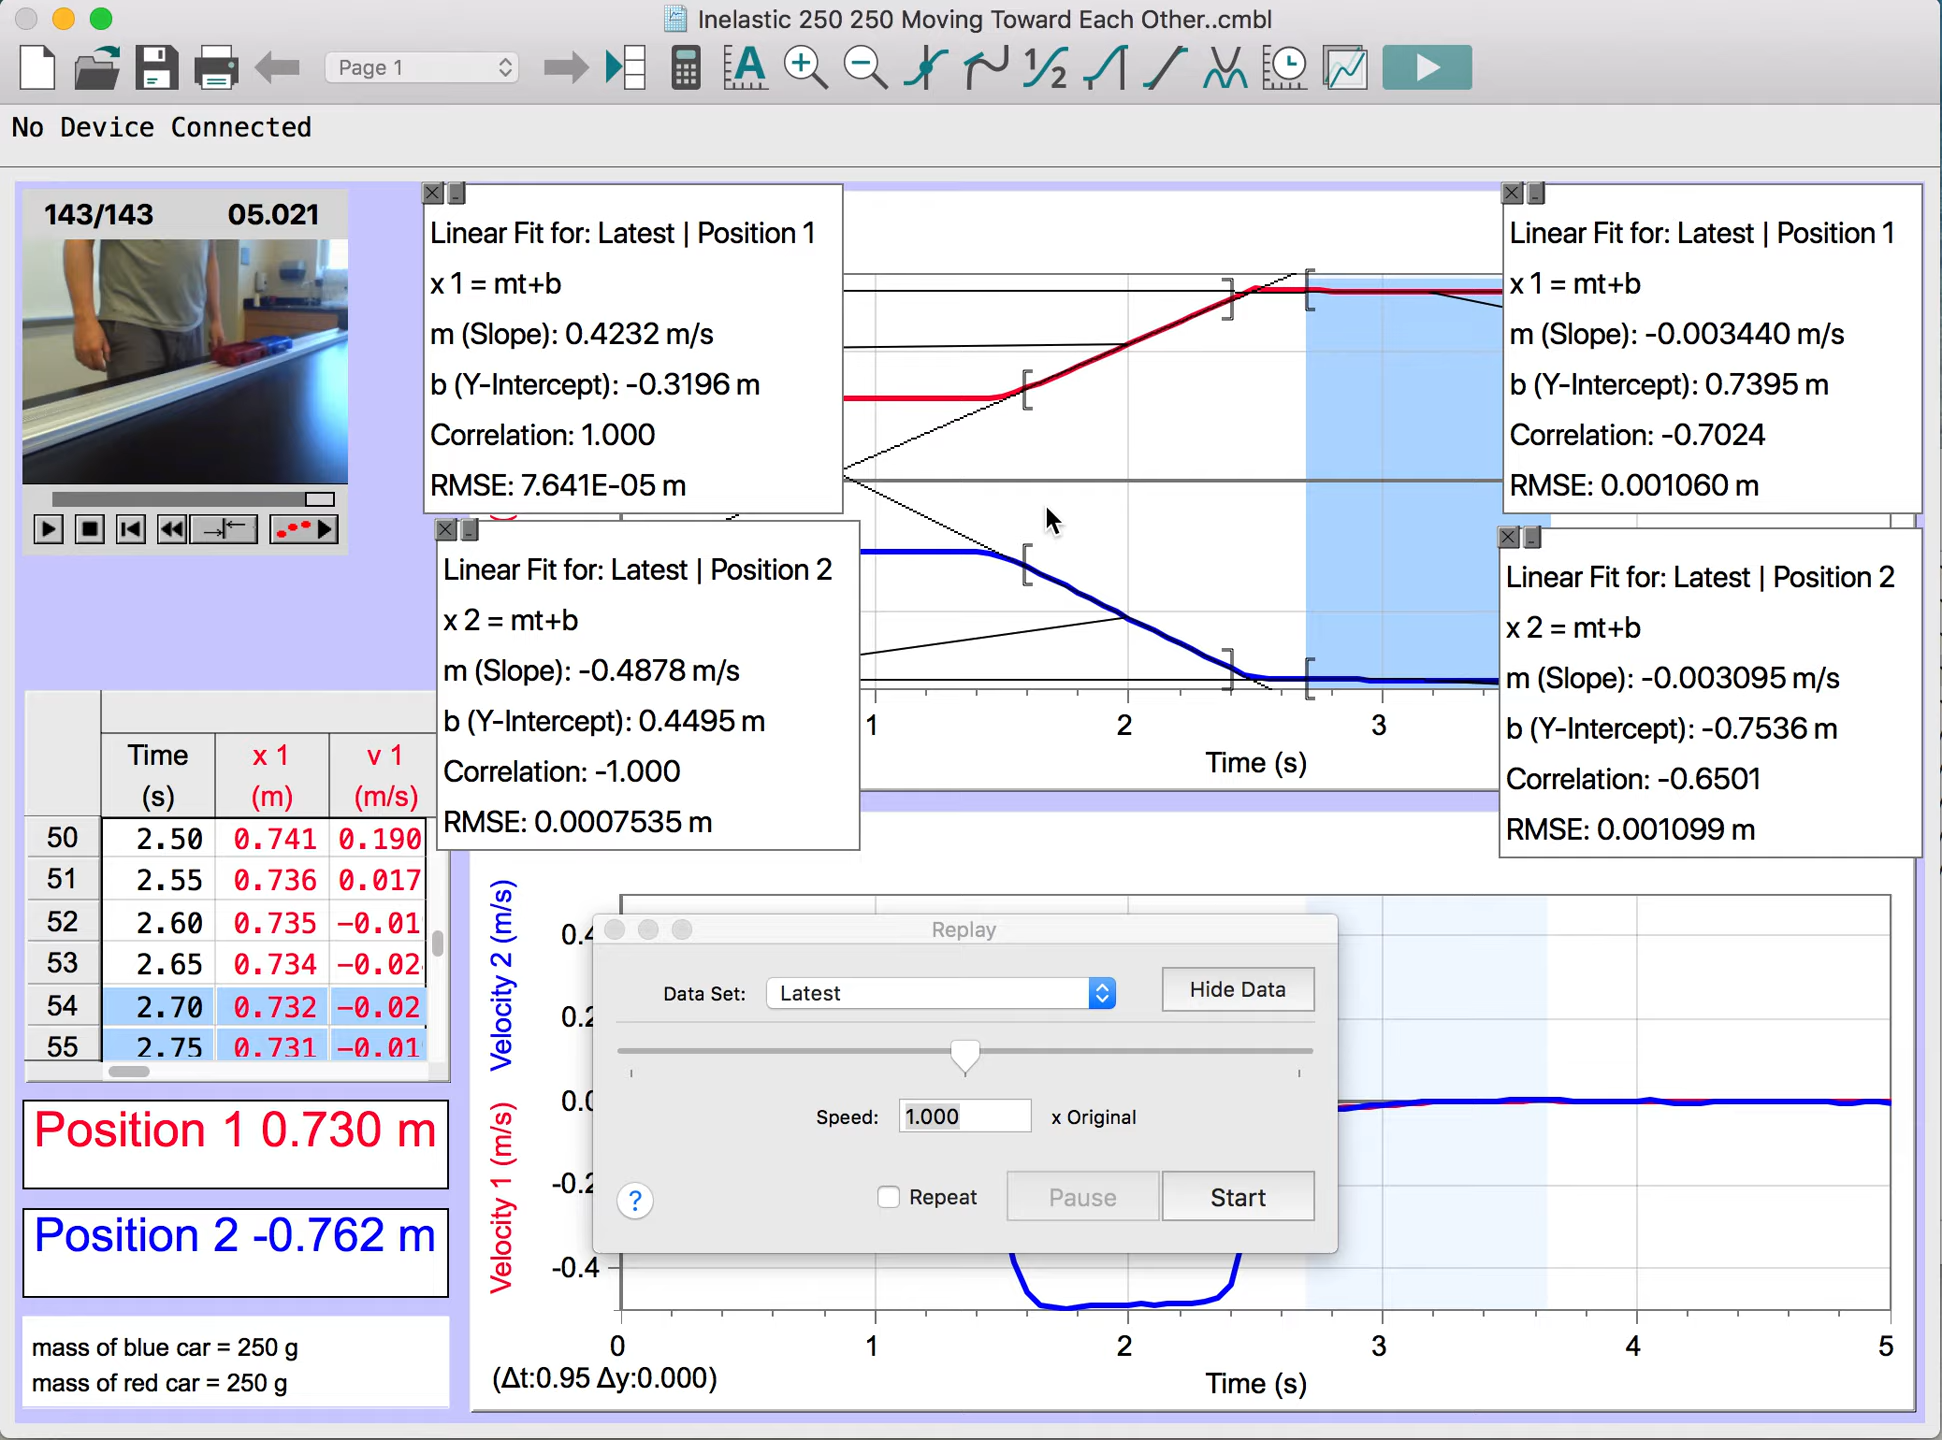 Inelastic 250 250 Moving Toward Each Other..cmbl
Page 1
No Device Connected
143/143 05.021
Linear Fit for: Latest | Position 1
x 1 = mt+b
m (Slope): 0.4232 m/s
b (Y-Intercept): -0.3196 m
Correlation: 1.000
RMSE: 7.641E-05 m
Linear Fit for: Latest | Position 1
x 1 = mt+b
m (Slope): -0.003440 m/s
b (Y-Intercept): 0.7395 m
Correlation: -0.7024
RMSE: 0.001060 m
Linear Fit for: Latest | Position 2
x 2 = mt+b
m (Slope): -0.4878 m/s
b (Y-Intercept): 0.4495 m
Correlation: -1.000
RMSE: 0.0007535 m
Linear Fit for: Latest | Position 2
x 2 = mt+b
m (Slope): -0.003095 m/s
b (Y-Intercept): -0.7536 m
Correlation: -0.6501
RMSE: 0.001099 m
1 2 3
Time (s)
Time x 1 v 1
(s) (m) (m/s)
50 2.50 0.741 0.190
51 2.55 0.736 0.017
52 2.60 0.735 -0.01
53 2.65 0.734 -0.02
54 2.70 0.732 -0.02
55 2.75 0.731 -0.01
Position 1 0.730 m
Position 2 -0.762 m
mass of blue car = 250 g
mass of red car = 250 g
Velocity 2 (m/s)
Velocity 1 (m/s)
0.2
0.0
-0.2
-0.4
Replay
Data Set: Latest Hide Data
Speed: 1.000 x Original
? Repeat Pause Start
0 1 2 3 4 5
(Δt:0.95 Δy:0.000) Time (s)